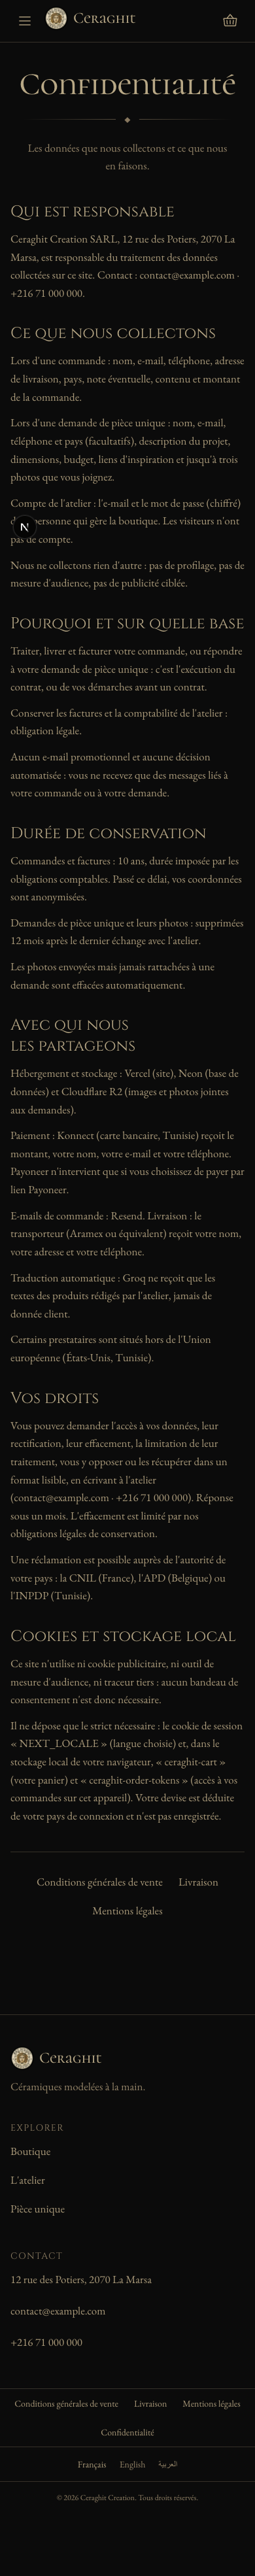 Ceraghit
Confidentialité
Les données que nous collectons et ce que nous
en faisons.
Qui est responsable
Ceraghit Creation SARL, 12 rue des Potiers, 2070 La
Marsa, est responsable du traitement des données
collectées sur ce site. Contact : contact@example.com ·
+216 71 000 000.
Ce que nous collectons
Lors d'une commande : nom, e-mail, téléphone, adresse
de livraison, pays, note éventuelle, contenu et montant
de la commande.
Lors d'une demande de pièce unique : nom, e-mail,
téléphone et pays (facultatifs), description du projet,
dimensions, budget, liens d'inspiration et jusqu'à trois
photos que vous joignez.
Compte de l'atelier : l'e-mail et le mot de passe (chiffré)
N personne qui gère la boutique. Les visiteurs n'ont
pas de compte.
Nous ne collectons rien d'autre : pas de profilage, pas de
mesure d'audience, pas de publicité ciblée.
Pourquoi et sur quelle base
Traiter, livrer et facturer votre commande, ou répondre
à votre demande de pièce unique : c'est l'exécution du
contrat, ou de vos démarches avant un contrat.
Conserver les factures et la comptabilité de l'atelier :
obligation légale.
Aucun e-mail promotionnel et aucune décision
automatisée : vous ne recevez que des messages liés à
votre commande ou à votre demande.
Durée de conservation
Commandes et factures : 10 ans, durée imposée par les
obligations comptables. Passé ce délai, vos coordonnées
sont anonymisées.
Demandes de pièce unique et leurs photos : supprimées
12 mois après le dernier échange avec l'atelier.
Les photos envoyées mais jamais rattachées à une
demande sont effacées automatiquement.
Avec qui nous
les partageons
Hébergement et stockage : Vercel (site), Neon (base de
données) et Cloudflare R2 (images et photos jointes
aux demandes).
Paiement : Konnect (carte bancaire, Tunisie) reçoit le
montant, votre nom, votre e-mail et votre téléphone.
Payoneer n'intervient que si vous choisissez de payer par
lien Payoneer.
E-mails de commande : Resend. Livraison : le
transporteur (Aramex ou équivalent) reçoit votre nom,
votre adresse et votre téléphone.
Traduction automatique : Groq ne reçoit que les
textes des produits rédigés par l'atelier, jamais de
donnée client.
Certains prestataires sont situés hors de l'Union
européenne (États-Unis, Tunisie).
Vos droits
Vous pouvez demander l'accès à vos données, leur
rectification, leur effacement, la limitation de leur
traitement, vous y opposer ou les récupérer dans un
format lisible, en écrivant à l'atelier
(contact@example.com · +216 71 000 000). Réponse
sous un mois. L'effacement est limité par nos
obligations légales de conservation.
Une réclamation est possible auprès de l'autorité de
votre pays : la CNIL (France), l'APD (Belgique) ou
l'INPDP (Tunisie).
Cookies et stockage local
Ce site n'utilise ni cookie publicitaire, ni outil de
mesure d'audience, ni traceur tiers : aucun bandeau de
consentement n'est donc nécessaire.
Il ne dépose que le strict nécessaire : le cookie de session
« NEXT_LOCALE » (langue choisie) et, dans le
stockage local de votre navigateur, « ceraghit-cart »
(votre panier) et « ceraghit-order-tokens » (accès à vos
commandes sur cet appareil). Votre devise est déduite
de votre pays de connexion et n'est pas enregistrée.
Conditions générales de vente Livraison
Mentions légales
Ceraghit
Céramiques modelées à la main.
EXPLORER
Boutique
L'atelier
Pièce unique
CONTACT
12 rue des Potiers, 2070 La Marsa
contact@example.com
+216 71 000 000
Conditions générales de vente Livraison Mentions légales
Confidentialité
Français English العربية
© 2026 Ceraghit Creation. Tous droits réservés.